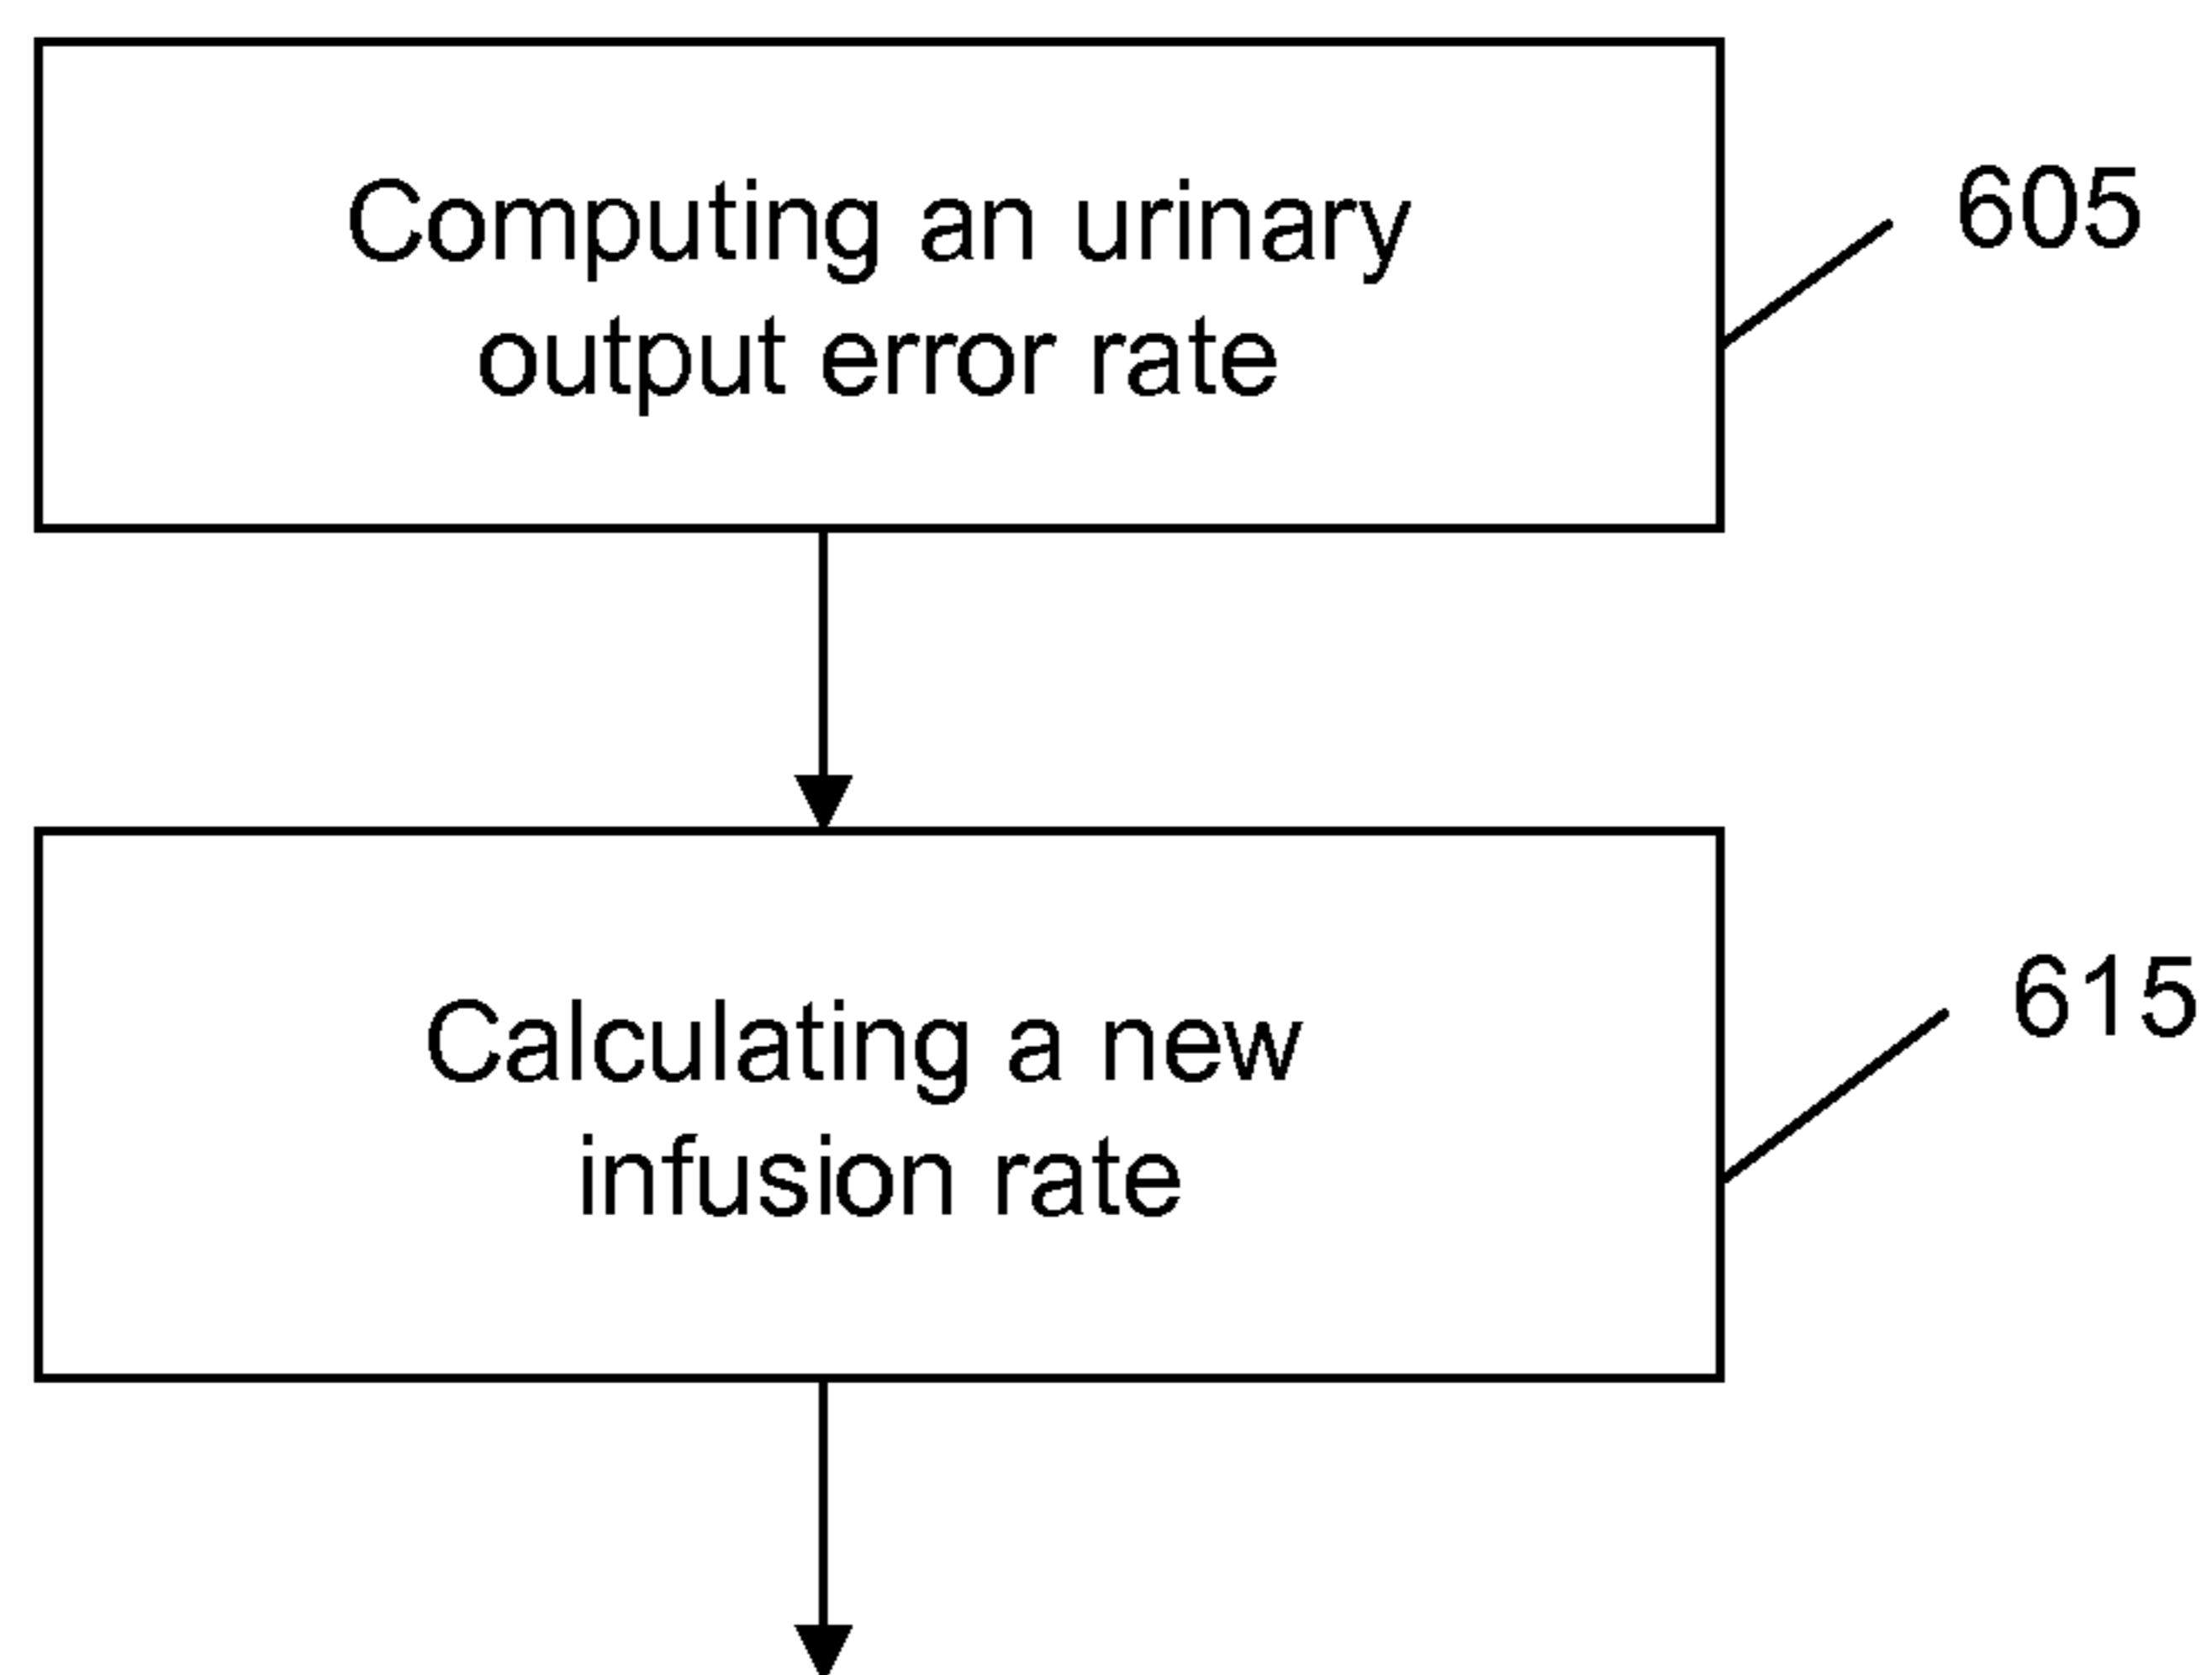 Computing an urinary
output error rate
605
Calculating a new
infusion rate
615